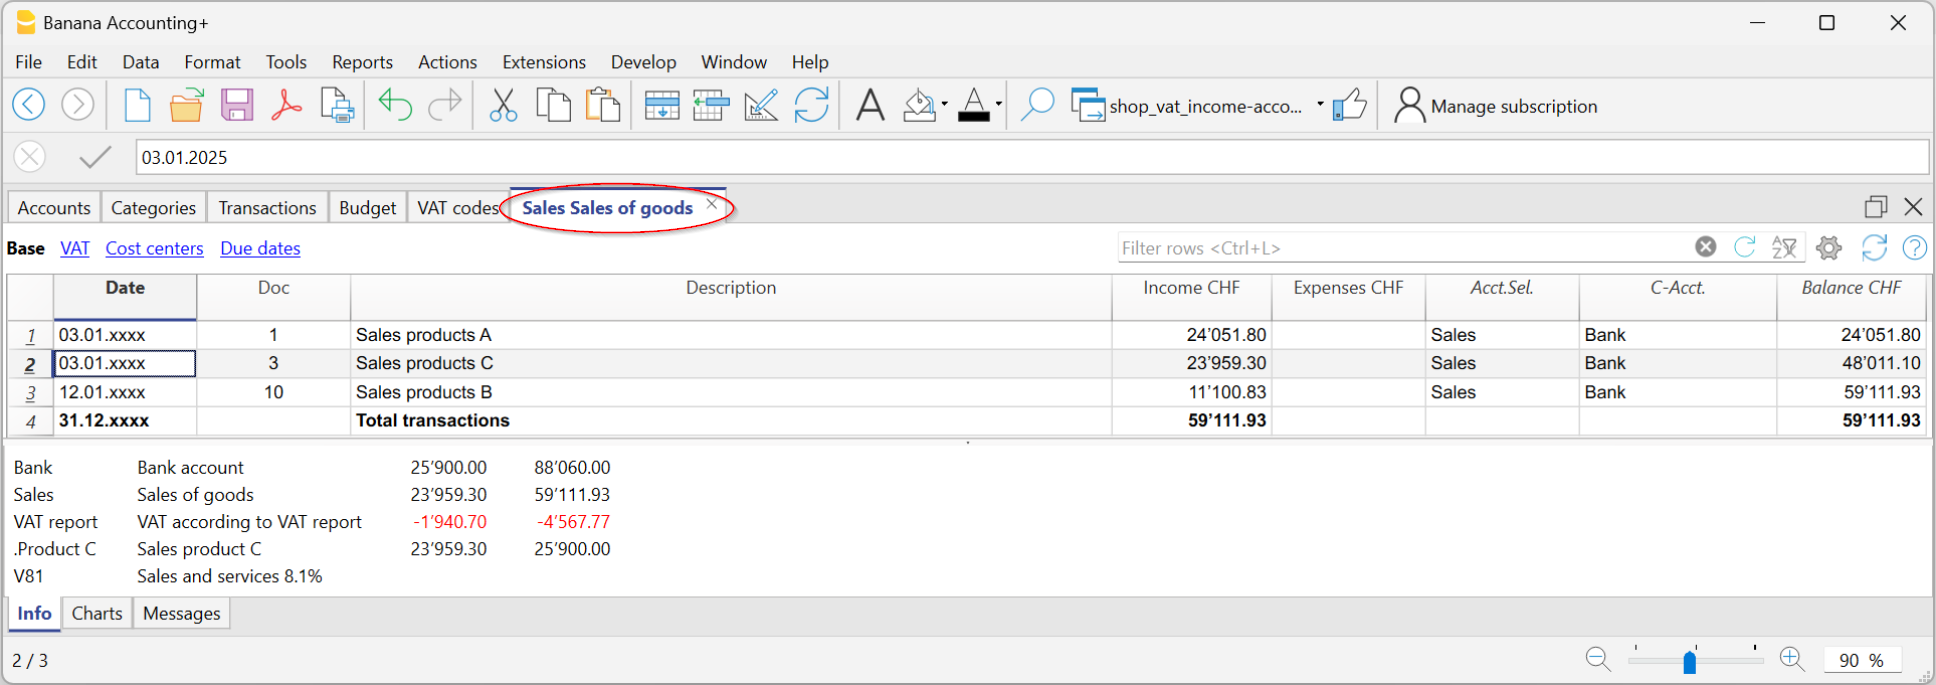 Banana Accounting+
File Edit Data Format Tools Reports Actions Extensions Develop Window Help
A A shop_vat_income-acco... Manage subscription
03.01.2025
Accounts Categories Transactions Budget VAT codes Sales Sales of goods
Base VAT Cost centers Due dates Filter rows <Ctrl+L> AZ ?
Date Doc Description Income CHF Expenses CHF Acct.Sel. C-Acct. Balance CHF
1 03.01.xxxx 1 Sales products A 24’051.80 Sales Bank 24’051.80
2 03.01.xxxx 3 Sales products C 23’959.30 Sales Bank 48’011.10
3 12.01.xxxx 10 Sales products B 11’100.83 Sales Bank 59’111.93
4 31.12.xxxx Total transactions 59’111.93 59’111.93
Bank Bank account 25’900.00 88’060.00
Sales Sales of goods 23’959.30 59’111.93
VAT report VAT according to VAT report -1’940.70 -4’567.77
.Product C Sales product C 23’959.30 25’900.00
V81 Sales and services 8.1%
Info Charts Messages
2 / 3 90 %